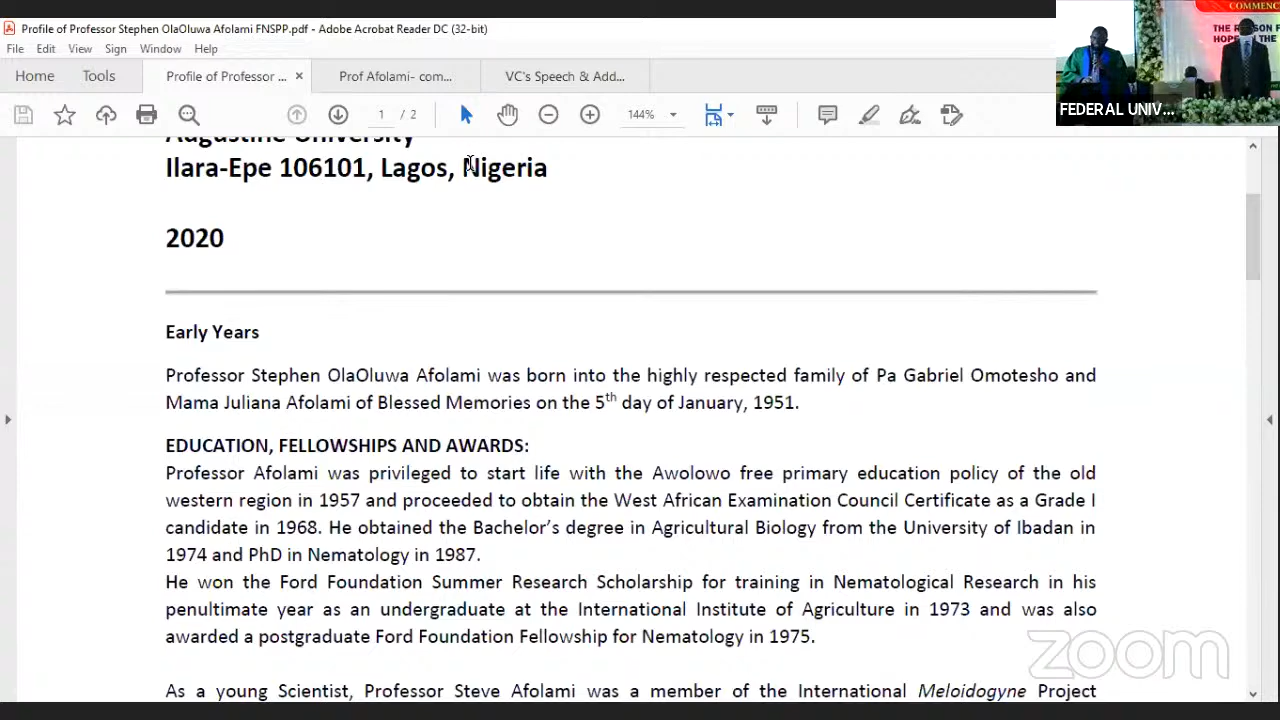 Profile of Professor Stephen OlaOluwa Afolami FNSPP.pdf - Adobe Acrobat Reader DC (32-bit)
File Edit View Sign Window Help
Home Tools Profile of Professor ... × Prof Afolami- com... VC's Speech & Add...
1 / 2 144%
COMMENC
THE
HOPE THE
FEDERAL UNIV...
Augustine University
Ilara-Epe 106101, Lagos, Nigeria
2020
Early Years
Professor Stephen OlaOluwa Afolami was born into the highly respected family of Pa Gabriel Omotesho and
Mama Juliana Afolami of Blessed Memories on the 5th day of January, 1951.
EDUCATION, FELLOWSHIPS AND AWARDS:
Professor Afolami was privileged to start life with the Awolowo free primary education policy of the old
western region in 1957 and proceeded to obtain the West African Examination Council Certificate as a Grade I
candidate in 1968. He obtained the Bachelor’s degree in Agricultural Biology from the University of Ibadan in
1974 and PhD in Nematology in 1987.
He won the Ford Foundation Summer Research Scholarship for training in Nematological Research in his
penultimate year as an undergraduate at the International Institute of Agriculture in 1973 and was also
awarded a postgraduate Ford Foundation Fellowship for Nematology in 1975.
zoom
As a young Scientist, Professor Steve Afolami was a member of the International Meloidogyne Project